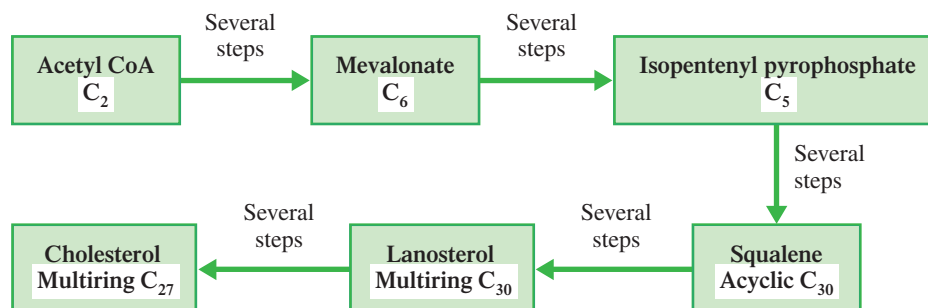 Several
steps
Several
steps
Acetyl CoA
C₂
Mevalonate
C₆
Isopentenyl pyrophosphate
C₅
Several
steps
Several
steps
Several
steps
Squalene
Acyclic C₃₀
Lanosterol
Multiring C₃₀
Cholesterol
Multiring C₂₇